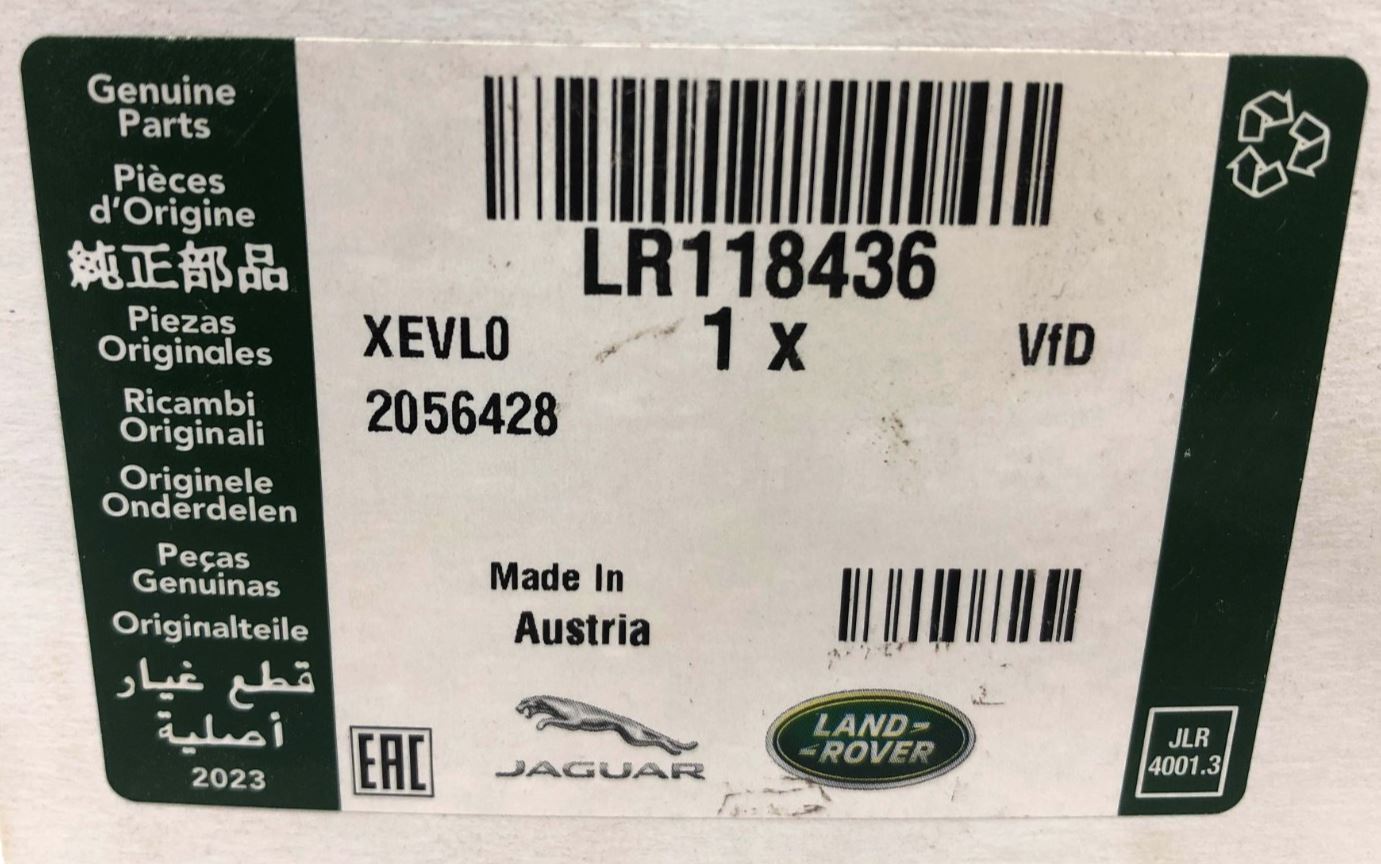 Genuine
Parts
Pièces
d'Origine
純正部品
Piezas
Originales
Ricambi
Originali
Originele
Onderdelen
Peças
Genuinas
Originalteile
قطع غيار
أصلية
2023
LR118436
XEVL0 1 x VfD
2056428
Made In
Austria
EAC
JAGUAR
LAND-
-ROVER
JLR
4001.3